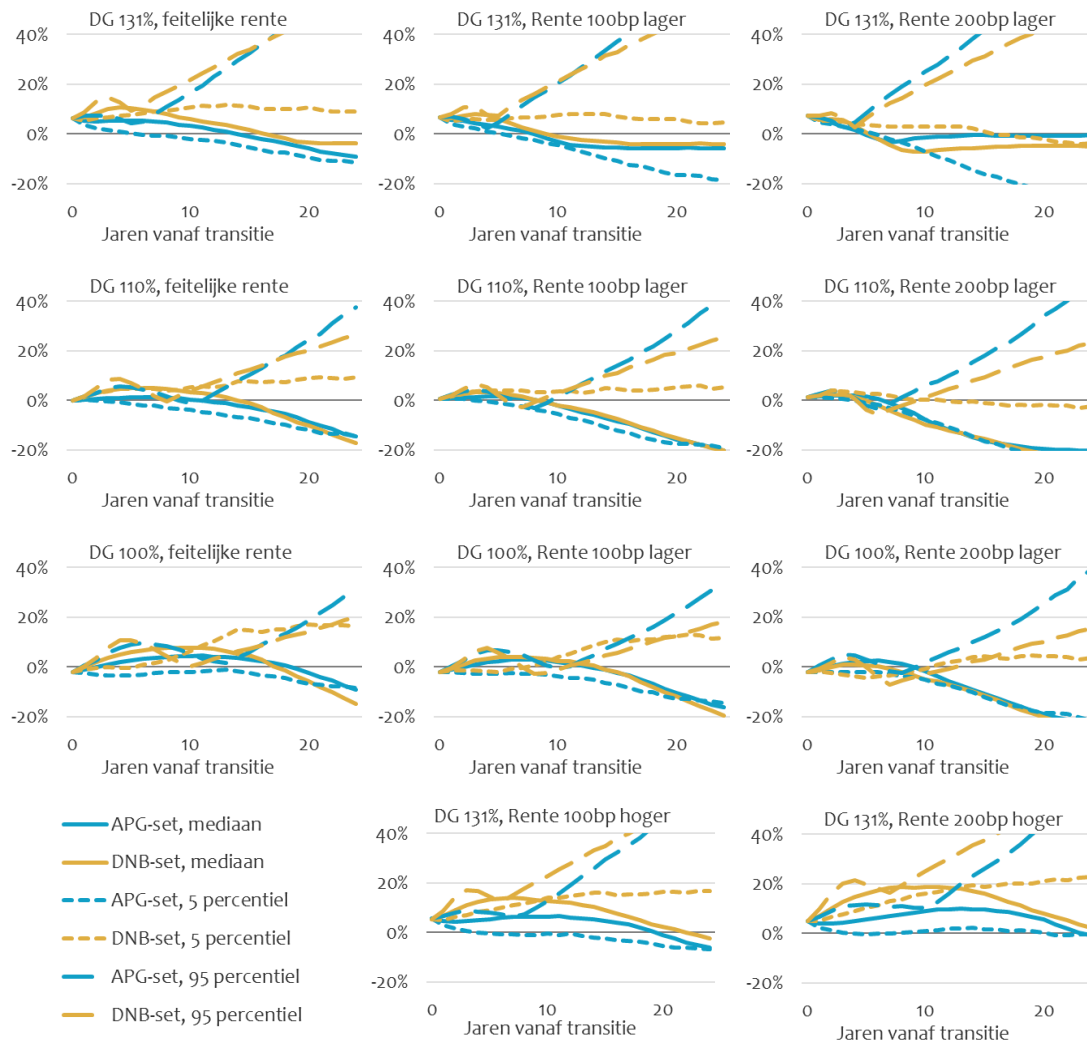 DG 131%, feitelijke rente
40%
20%
0%
-20%
0
20
Jaren vanaf transitie
DG 131%, Rente 100bp lager
40%
20%
0%
-20%
0
10
20
Jaren vanaf transitie
DG 131%, Rente 200bp lager
40%
20%
0%
-20%
0
10
20
Jaren vanaf transitie
DG 110%, feitelijke rente
40%
20%
0%
-20%
0
10
20
Jaren vanaf transitie
DG 110%, Rente 100bp lager
40%
20%
0%
-20%
0
10
20
Jaren vanaf transitie
DG 110%, Rente 200bp lager
40%
20%
0%
-20%
0
10
20
Jaren vanaf transitie
DG 100%, feitelijke rente
40%
20%
0%
-20%
0
10
20
Jaren vanaf transitie
DG 100%, Rente 100bp lager
40%
20%
0%
-20%
0
10
20
Jaren vanaf transitie
DG 100%, Rente 200bp lager
40%
20%
0%
-20%
0
10
20
Jaren vanaf transitie
APG-set, mediaan
DNB-set, mediaan
APG-set, 5 percentiel
DNB-set, 5 percentiel
APG-set, 95 percentiel
DNB-set, 95 percentiel
DG 131%, Rente 100bp hoger
40%
20%
0%
-20%
0
10
20
Jaren vanaf transitie
DG 131%, Rente 200bp hoger
40%
20%
0%
-20%
0
10
20
Jaren vanaf transitie